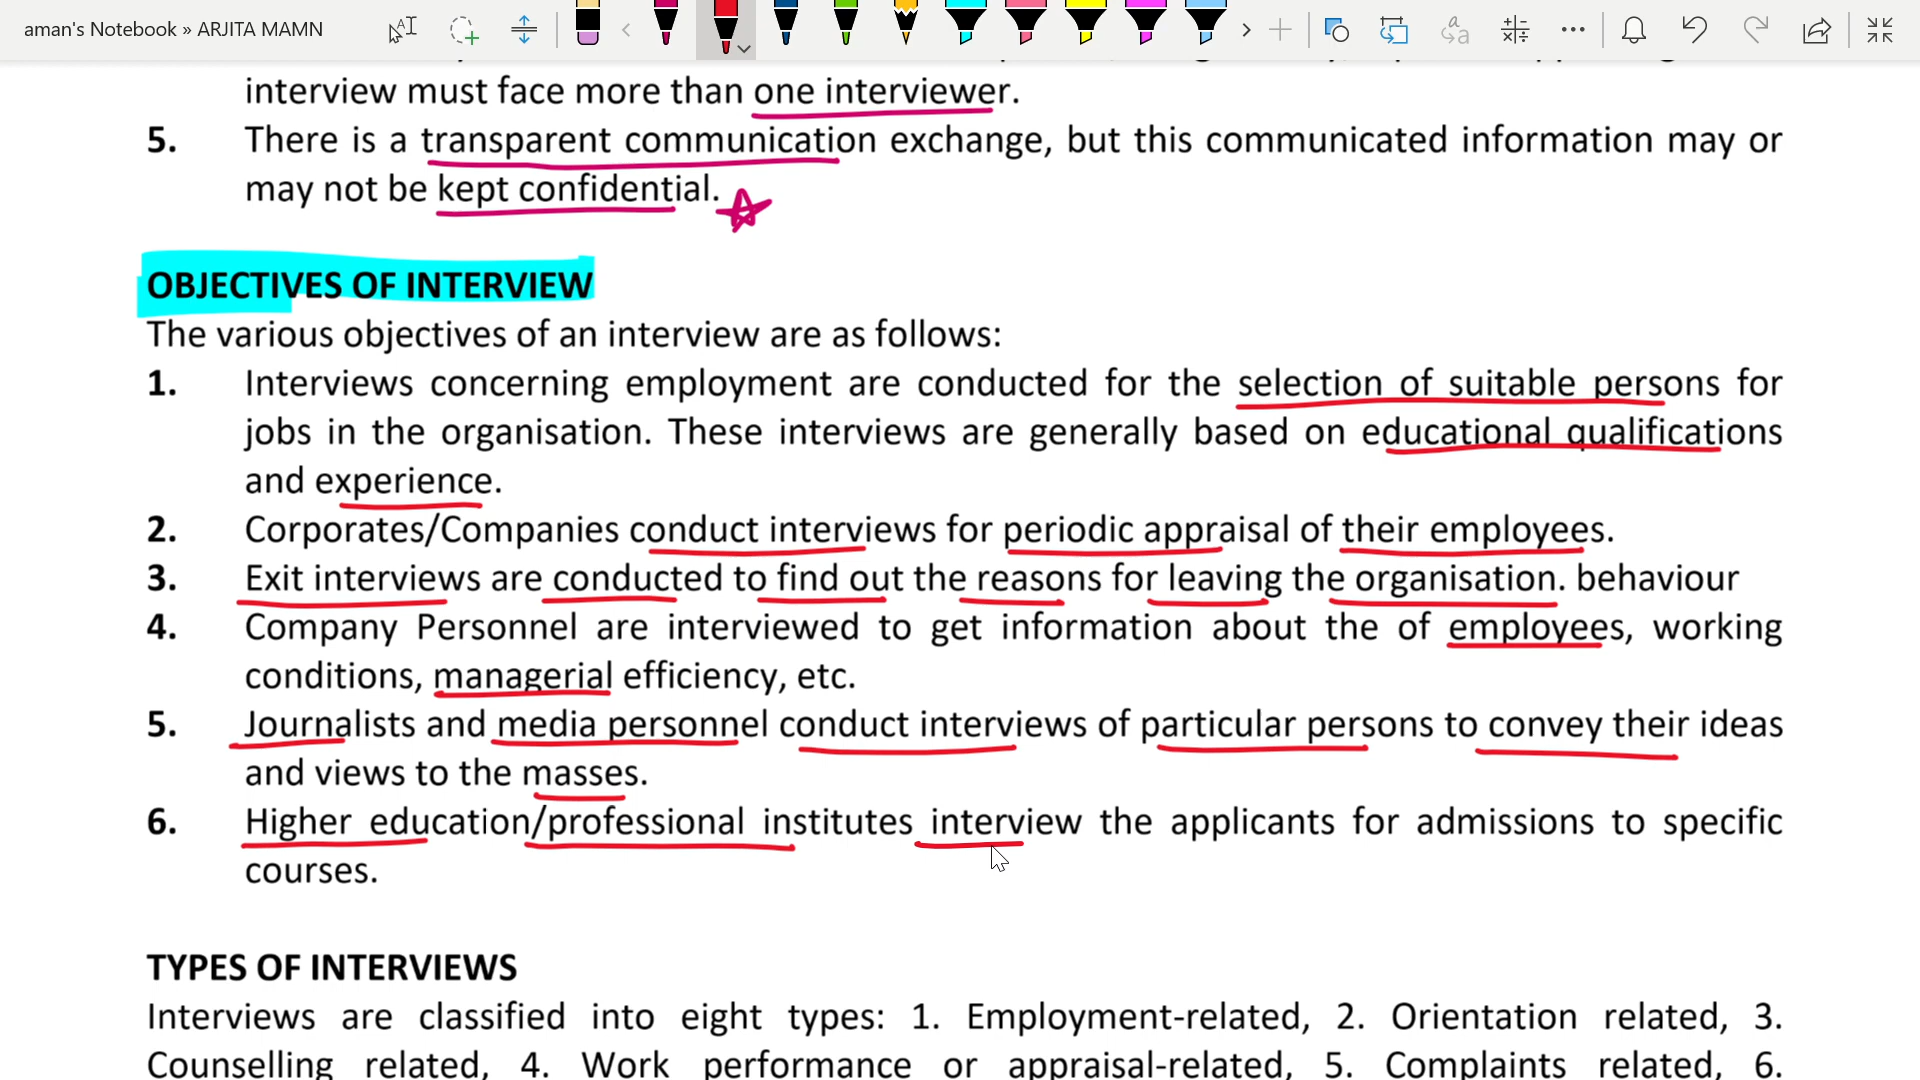 aman's Notebook » ARJITA MAMN
interview must face more than one interviewer.
5. There is a transparent communication exchange, but this communicated information may or
may not be kept confidential.
OBJECTIVES OF INTERVIEW
The various objectives of an interview are as follows:
1. Interviews concerning employment are conducted for the selection of suitable persons for
jobs in the organisation. These interviews are generally based on educational qualifications
and experience.
2. Corporates/Companies conduct interviews for periodic appraisal of their employees.
3. Exit interviews are conducted to find out the reasons for leaving the organisation. behaviour
4. Company Personnel are interviewed to get information about the of employees, working
conditions, managerial efficiency, etc.
5. Journalists and media personnel conduct interviews of particular persons to convey their ideas
and views to the masses.
6. Higher education/professional institutes interview the applicants for admissions to specific
courses.
TYPES OF INTERVIEWS
Interviews are classified into eight types: 1. Employment-related, 2. Orientation related, 3.
Counselling related, 4. Work performance or appraisal-related, 5. Complaints related, 6.